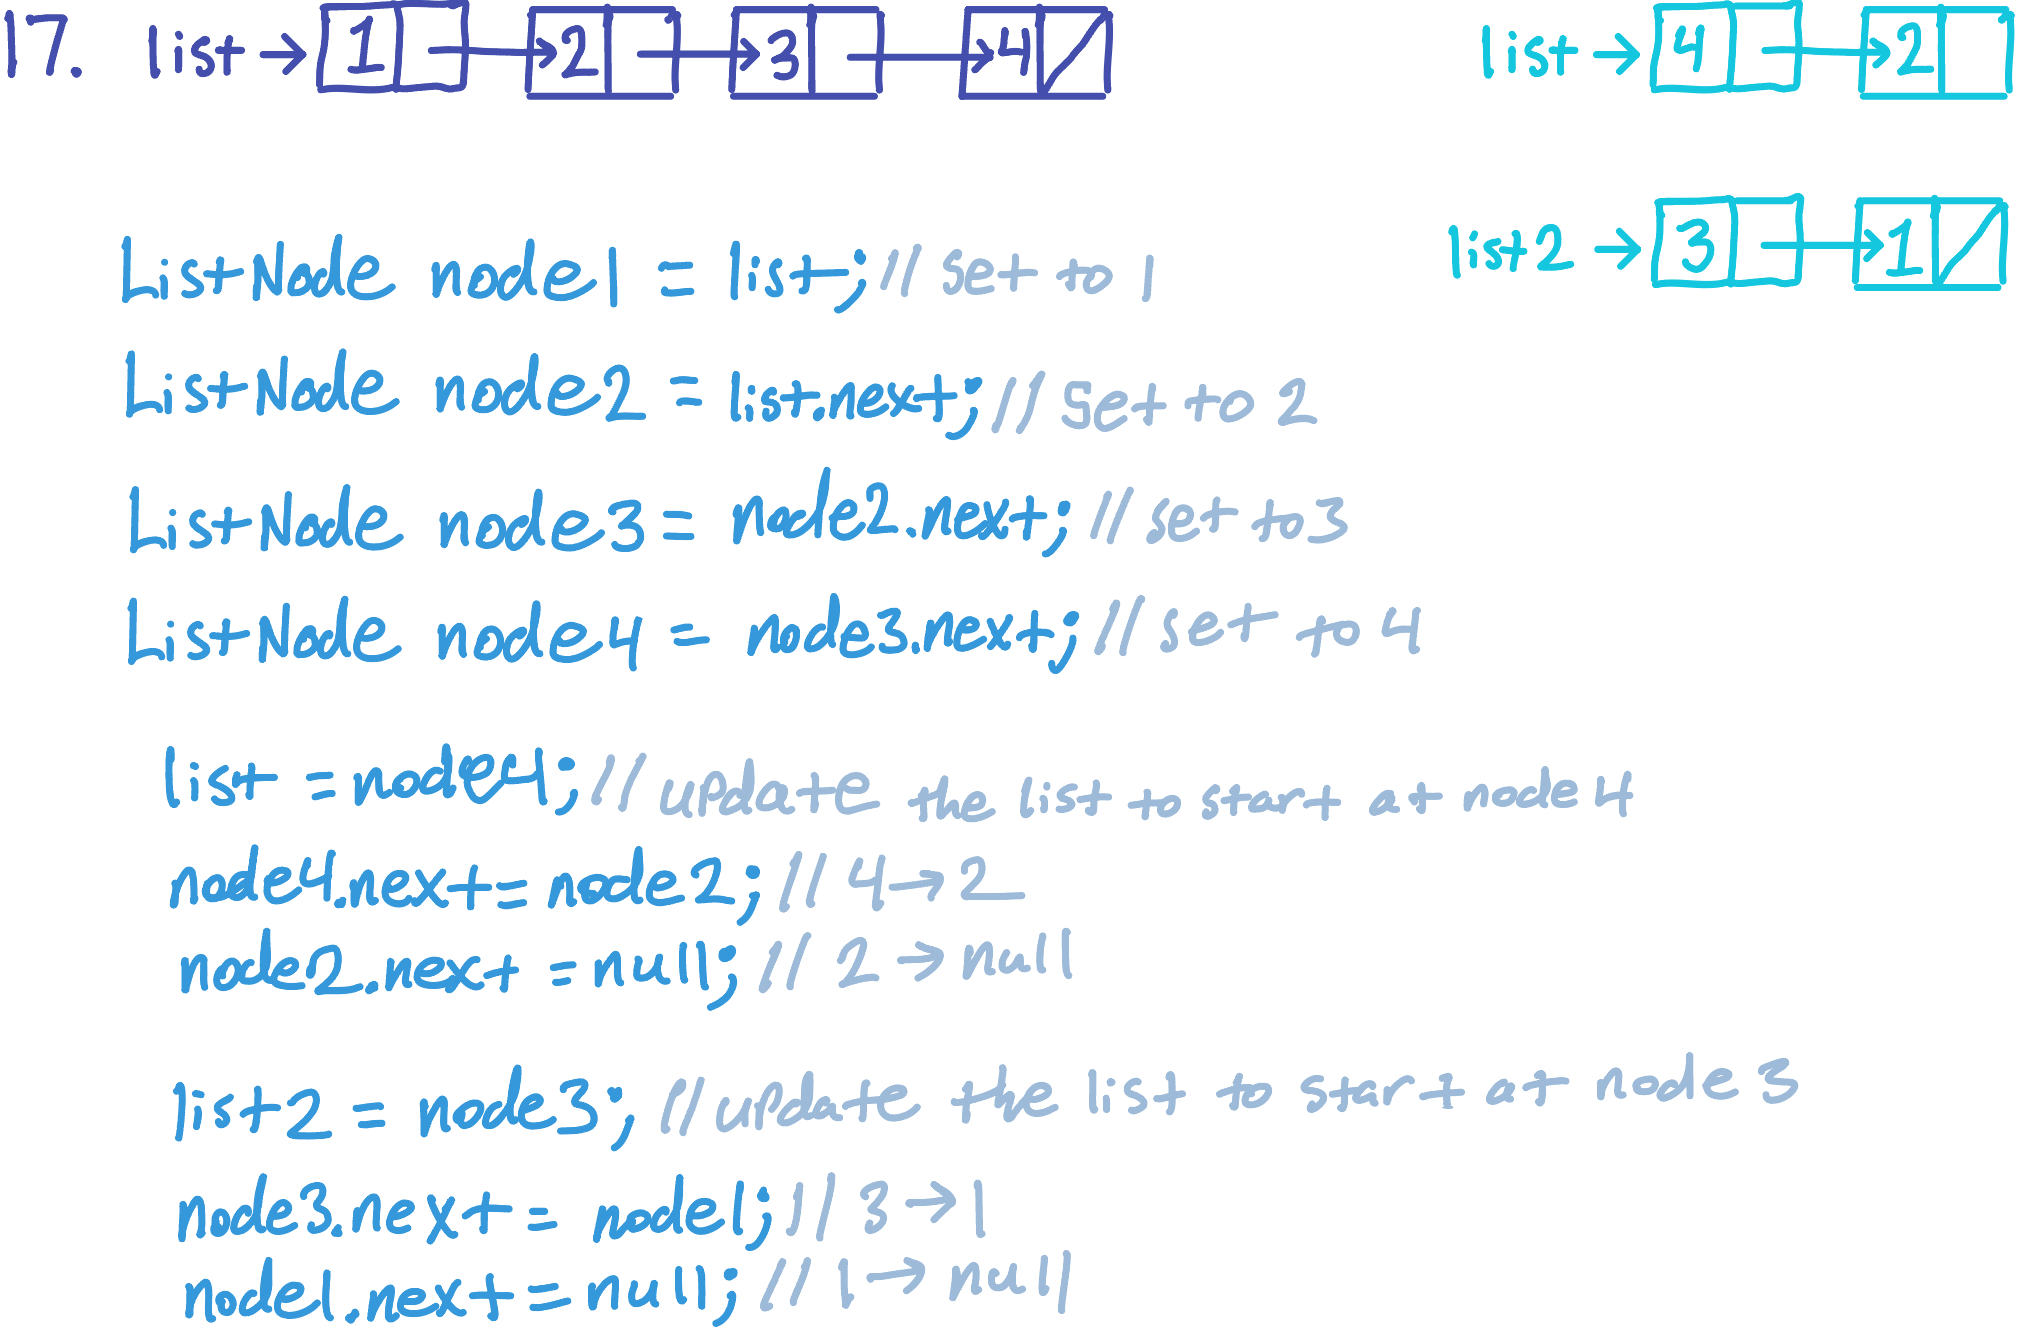 17. list → 1 → 2 → 3 → 4
list → 4 → 2
list2 → 3 → 1
ListNode node1 = list; // set to 1
ListNode node2 = list.next; // set to 2
ListNode node3 = node2.next; // set to 3
ListNode node4 = node3.next; // set to 4
list = node4; // update the list to start at node 4
node4.next = node2; // 4 → 2
node2.next = null; // 2 → null
list2 = node3; // update the list to start at node 3
node3.next = node1; // 3 → 1
node1.next = null; // 1 → null